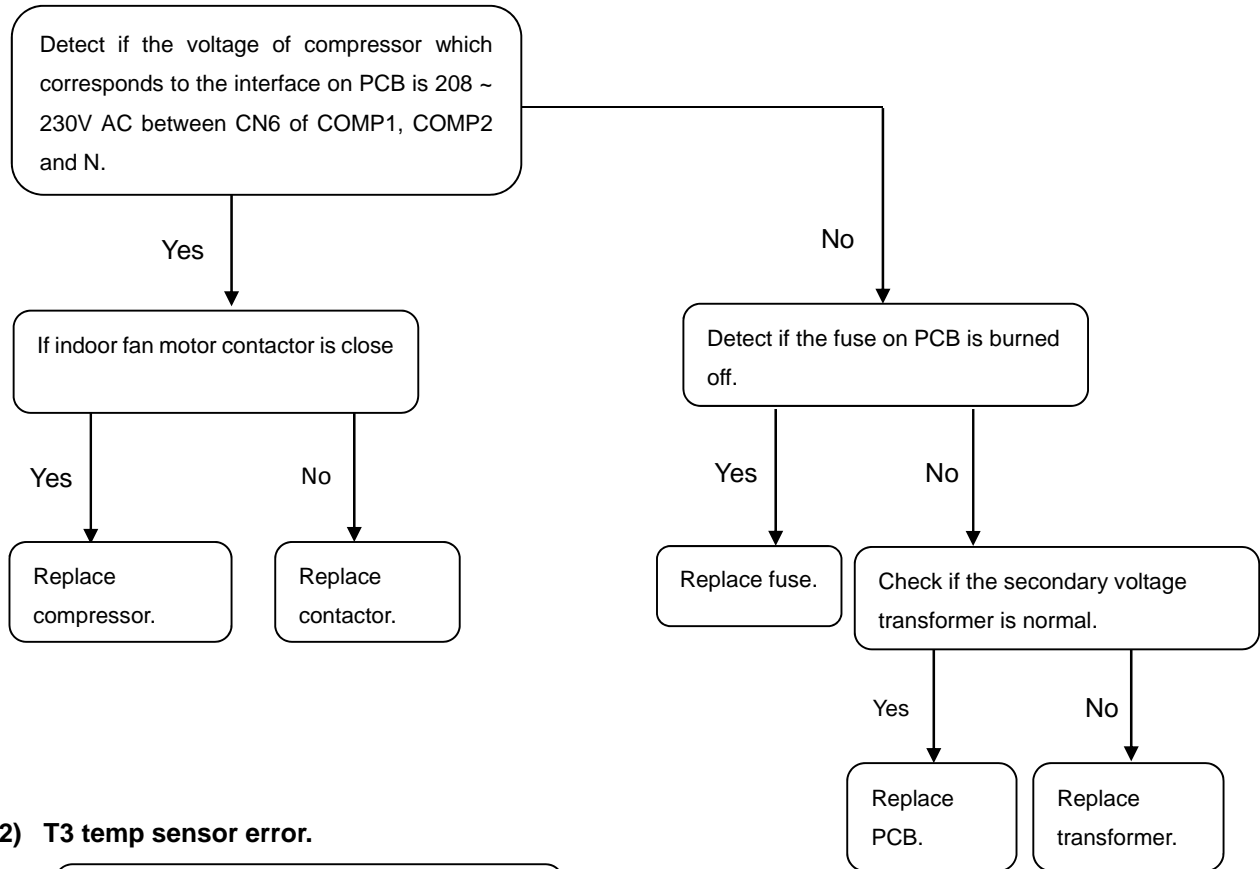 Detect if the voltage of compressor which
corresponds to the interface on PCB is 208 ~
230V AC between CN6 of COMP1, COMP2
and N.
Yes
No
If indoor fan motor contactor is close
Detect if the fuse on PCB is burned
off.
Yes
No
Yes
No
Replace
compressor.
Replace
contactor.
Replace fuse.
Check if the secondary voltage
transformer is normal.
Yes
No
Replace
PCB.
Replace
transformer.
2) T3 temp sensor error.